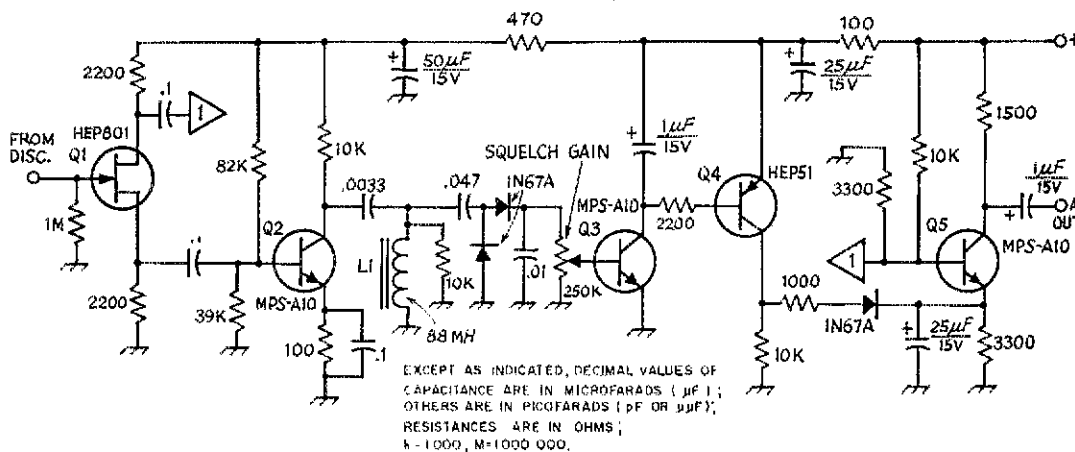 470
100
+
2200
.1
1
50µF
15V
25µF
15V
1500
FROM
DISC.
HEP801
Q1
82K
10K
1µF
15V
Q4
HEP51
10K
3300
1µF
15V
SQUELCH GAIN
1N67A
.0033
.047
1M
Q2
MPS-A10
Q3
2200
Q5
A
OUT
MPS-A10
1
.1
L1
10K
.01
250K
2200
39K
MPS-A10
88MH
1000
1N67A
25µF
15V
3300
100
.1
10K
EXCEPT AS INDICATED, DECIMAL VALUES OF
CAPACITANCE ARE IN MICROFARADS (µF);
OTHERS ARE IN PICOFARADS (pF OR µµF);
RESISTANCES ARE IN OHMS;
k-1000, M=1000 000.